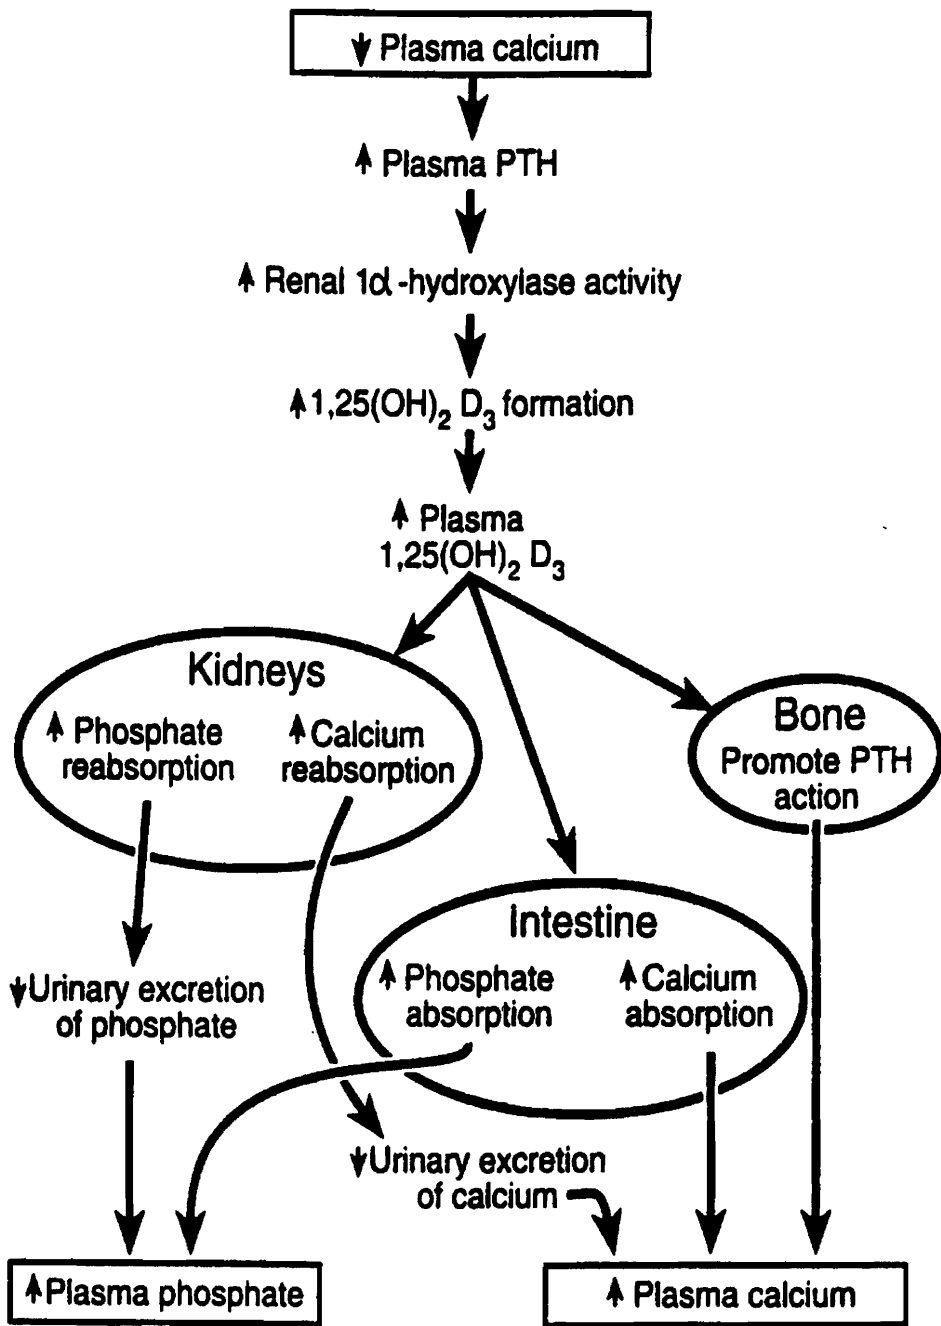 ↓ Plasma calcium
↑ Plasma PTH
↑ Renal 1α-hydroxylase activity
↑ 1,25(OH)₂ D₃ formation
↑ Plasma
1,25(OH)₂ D₃
Kidneys
↑ Phosphate
reabsorption
↑ Calcium
reabsorption
Bone
Promote PTH
action
Intestine
↑ Phosphate
absorption
↑ Calcium
absorption
↓ Urinary excretion
of phosphate
↓ Urinary excretion
of calcium
↑ Plasma phosphate
↑ Plasma calcium